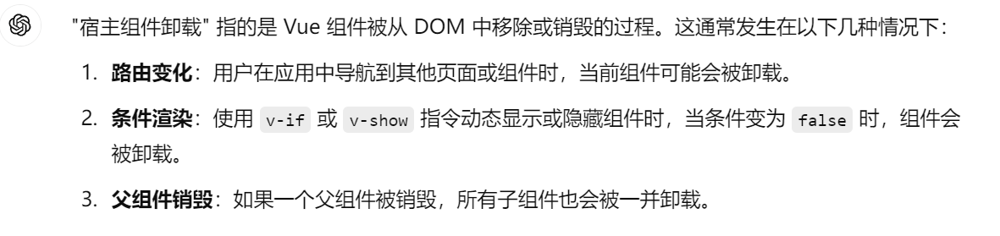 "宿主组件卸载" 指的是 Vue 组件被从 DOM 中移除或销毁的过程。这通常发生在以下几种情况下：
1. 路由变化：用户在应用中导航到其他页面或组件时，当前组件可能会被卸载。
2. 条件渲染：使用 v-if 或 v-show 指令动态显示或隐藏组件时，当条件变为 false 时，组件会
被卸载。
3. 父组件销毁：如果一个父组件被销毁，所有子组件也会被一并卸载。